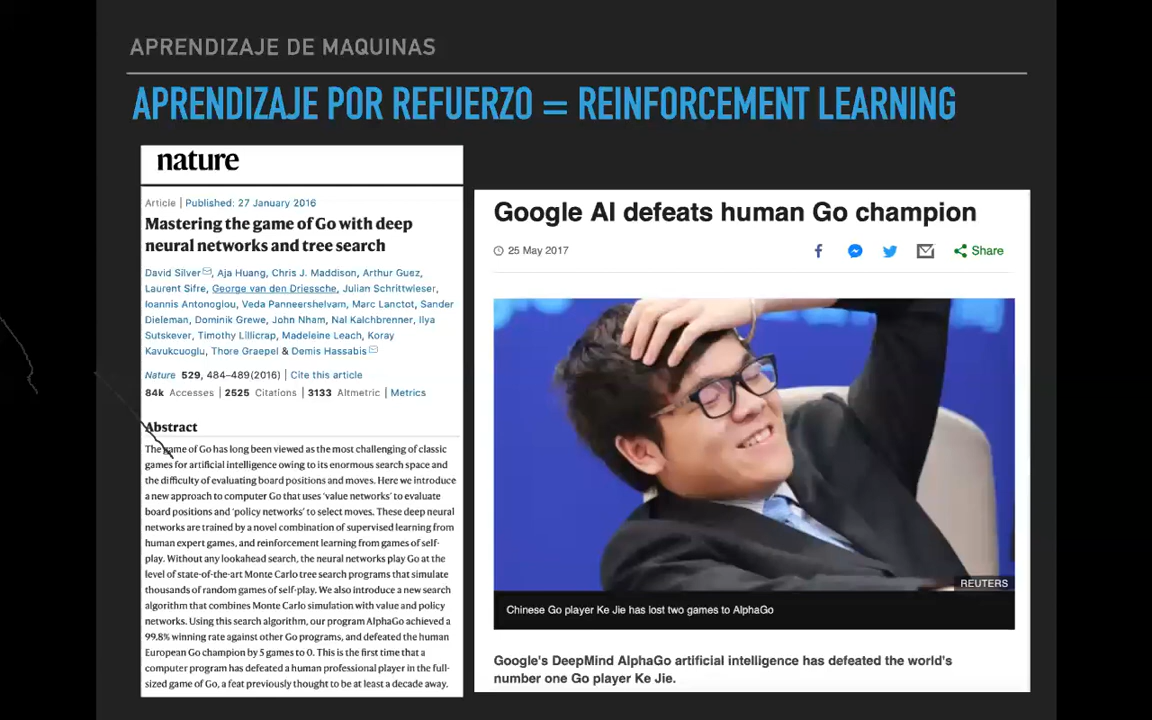 APRENDIZAJE DE MAQUINAS
APRENDIZAJE POR REFUERZO = REINFORCEMENT LEARNING
nature
Article | Published: 27 January 2016
Mastering the game of Go with deep
neural networks and tree search
David Silver, Aja Huang, Chris J. Maddison, Arthur Guez,
Laurent Sifre, George van den Driessche, Julian Schrittwieser,
Ioannis Antonoglou, Veda Panneershelvam, Marc Lanctot, Sander
Dieleman, Dominik Grewe, John Nham, Nal Kalchbrenner, Ilya
Sutskever, Timothy Lillicrap, Madeleine Leach, Koray
Kavukcuoglu, Thore Graepel & Demis Hassabis
Nature 529, 484–489(2016) | Cite this article
84k Accesses | 2525 Citations | 3133 Altmetric | Metrics
Abstract
The game of Go has long been viewed as the most challenging of classic
games for artificial intelligence owing to its enormous search space and
the difficulty of evaluating board positions and moves. Here we introduce
a new approach to computer Go that uses 'value networks' to evaluate
board positions and 'policy networks' to select moves. These deep neural
networks are trained by a novel combination of supervised learning from
human expert games, and reinforcement learning from games of self-
play. Without any lookahead search, the neural networks play Go at the
level of state-of-the-art Monte Carlo tree search programs that simulate
thousands of random games of self-play. We also introduce a new search
algorithm that combines Monte Carlo simulation with value and policy
networks. Using this search algorithm, our program AlphaGo achieved a
99.8% winning rate against other Go programs, and defeated the human
European Go champion by 5 games to 0. This is the first time that a
computer program has defeated a human professional player in the full-
sized game of Go, a feat previously thought to be at least a decade away.
Google AI defeats human Go champion
25 May 2017
Share
REUTERS
Chinese Go player Ke Jie has lost two games to AlphaGo
Google's DeepMind AlphaGo artificial intelligence has defeated the world's
number one Go player Ke Jie.